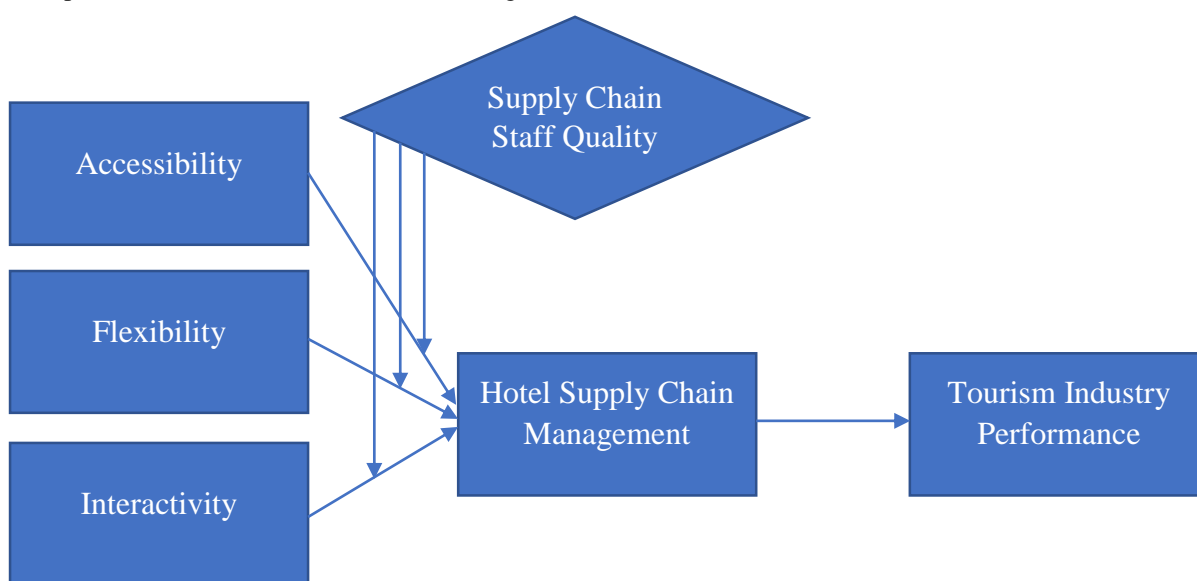 Supply Chain
Staff Quality
Accessibility
Flexibility
Hotel Supply Chain
Management
Tourism Industry
Performance
Interactivity